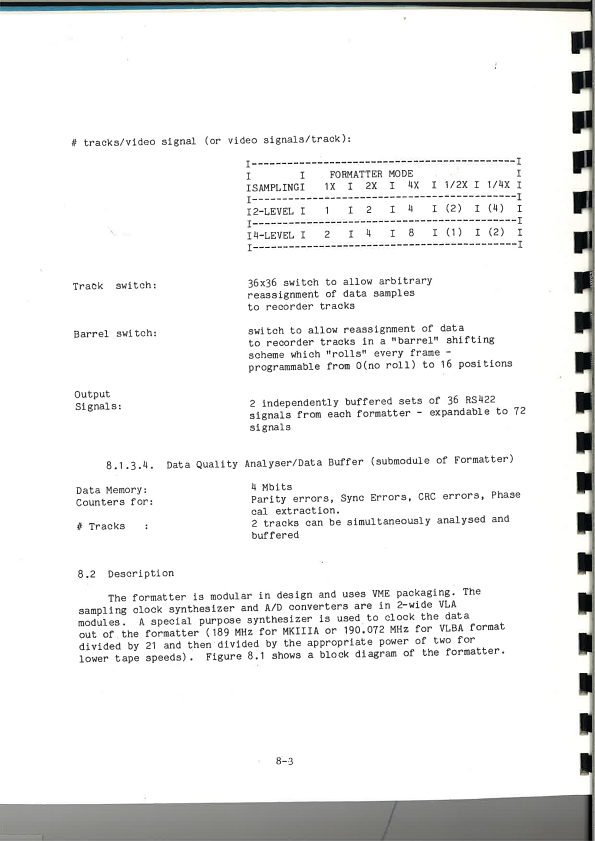 # tracks/video signal (or video signals/track):
I-----------------------------------------------I
I I FORMATTER MODE I
ISAMPLINGI 1X I 2X I 4X I 1/2X I 1/4X I
I-----------------------------------------------I
I2-LEVEL I 1 I 2 I 4 I (2) I (4) I
I-----------------------------------------------I
I4-LEVEL I 2 I 4 I 8 I (1) I (2) I
I-----------------------------------------------I
Track switch: 36x36 switch to allow arbitrary
reassignment of data samples
to recorder tracks
Barrel switch: switch to allow reassignment of data
to recorder tracks in a "barrel" shifting
scheme which "rolls" every frame -
programmable from 0(no roll) to 16 positions
Output
Signals: 2 independently buffered sets of 36 RS422
signals from each formatter - expandable to 72
signals
8.1.3.4. Data Quality Analyser/Data Buffer (submodule of Formatter)
Data Memory: 4 Mbits
Counters for: Parity errors, Sync Errors, CRC errors, Phase
cal extraction.
# Tracks : 2 tracks can be simultaneously analysed and
buffered
8.2 Description
The formatter is modular in design and uses VME packaging. The
sampling clock synthesizer and A/D converters are in 2-wide VLA
modules. A special purpose synthesizer is used to clock the data
out of the formatter (189 MHz for MKIIIA or 190.072 MHz for VLBA format
divided by 21 and then divided by the appropriate power of two for
lower tape speeds). Figure 8.1 shows a block diagram of the formatter.
8-3